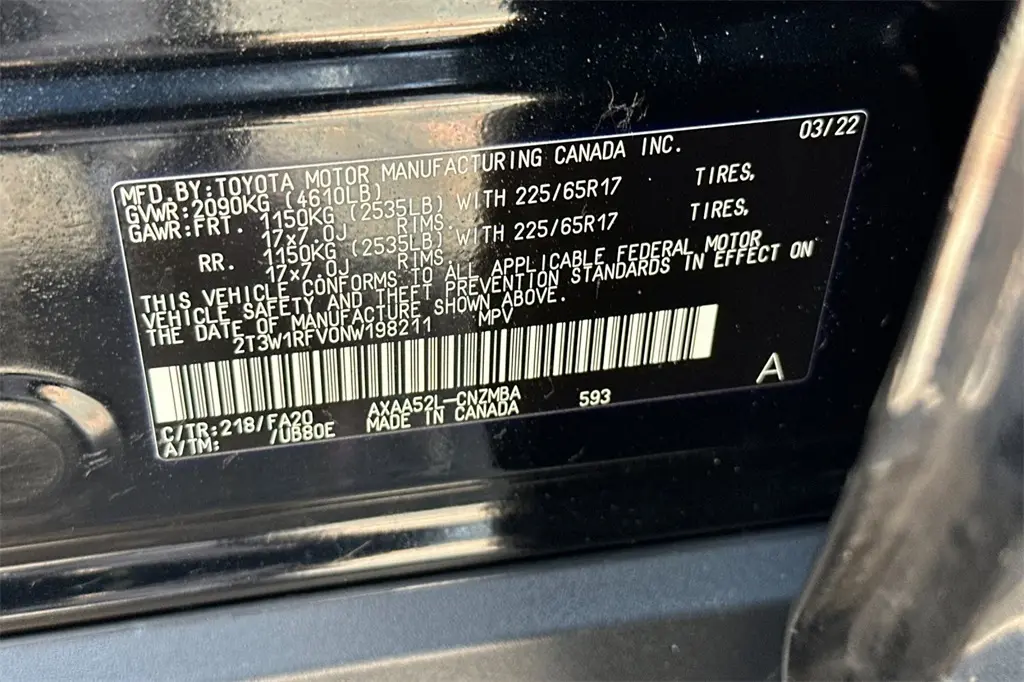 03/22
MFD.BY:TOYOTA MOTOR MANUFACTURING CANADA INC.
GVWR:2090KG (4610LB)
GAWR:FRT. 1150KG (2535LB) WITH 225/65R17 TIRES,
17x7.0J RIMS.
RR. 1150KG (2535LB) WITH 225/65R17 TIRES,
17x7.0J RIMS.
THIS VEHICLE CONFORMS TO ALL APPLICABLE FEDERAL MOTOR
VEHICLE SAFETY AND THEFT PREVENTION STANDARDS IN EFFECT ON
THE DATE OF MANUFACTURE SHOWN ABOVE.
2T3W1RFV0NW198211 MPV
A
C/TR:218/FA20 AXAA52L-CNZMBA 593
A/TM: /UB80E MADE IN CANADA